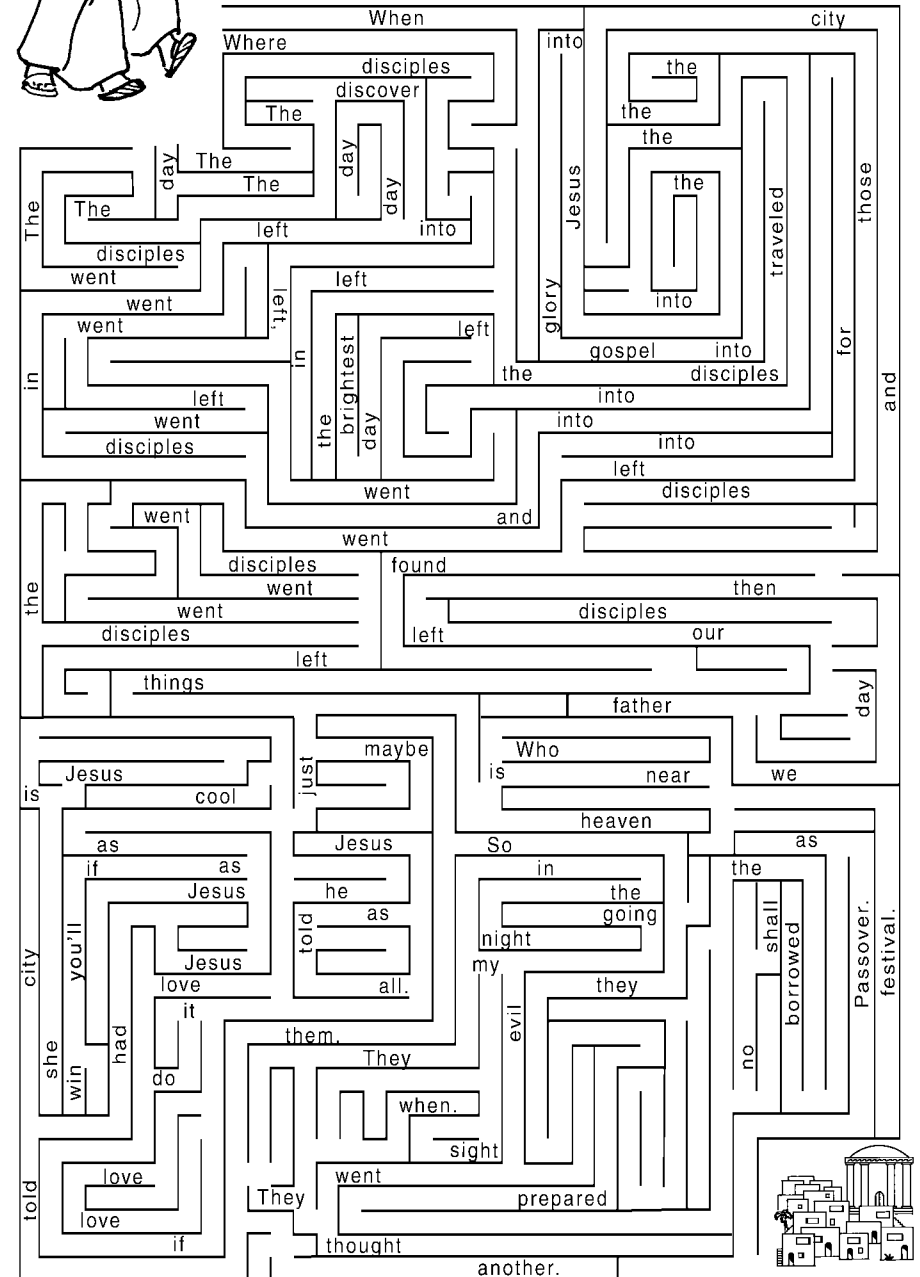 When
city
Where
into
disciples
the
discover
The
the
the
day
The
day
The
day
the
Jesus
those
The
The
traveled
left
into
disciples
went
left
went
left,
into
glory
went
left
gospel
into
for
in
in
brightest
the
disciples
and
left
into
the
day
went
into
disciples
into
left
went
disciples
went
and
went
disciples
found
the
went
then
went
disciples
disciples
left
our
left
things
day
father
maybe
Who
just
Jesus
is
near
we
is
cool
heaven
as
Jesus
So
as
if
as
in
the
Jesus
he
the
as
going
told
shall
you'll
night
borrowed
Passover.
festival.
city
Jesus
my
love
all.
they
it
evil
had
them.
she
They
no
win
do
when.
sight
love
went
told
They
prepared
love
if
thought
another.